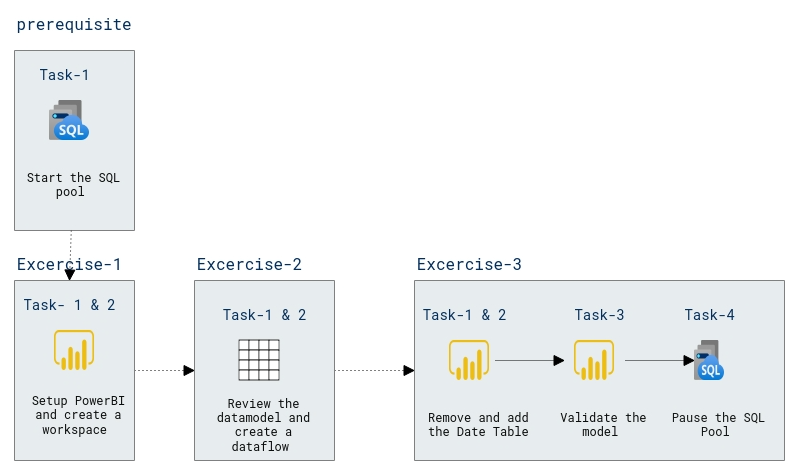 prerequisite
Task-1
SQL
Start the SQL
pool
Excercise-1
Task- 1 & 2
Setup PowerBI
and create a
workspace
Excercise-2
Task-1 & 2
Review the
datamodel and
create a
dataflow
Excercise-3
Task-1 & 2
Remove and add
the Date Table
Task-3
Validate the
model
Task-4
SQL
Pause the SQL
Pool